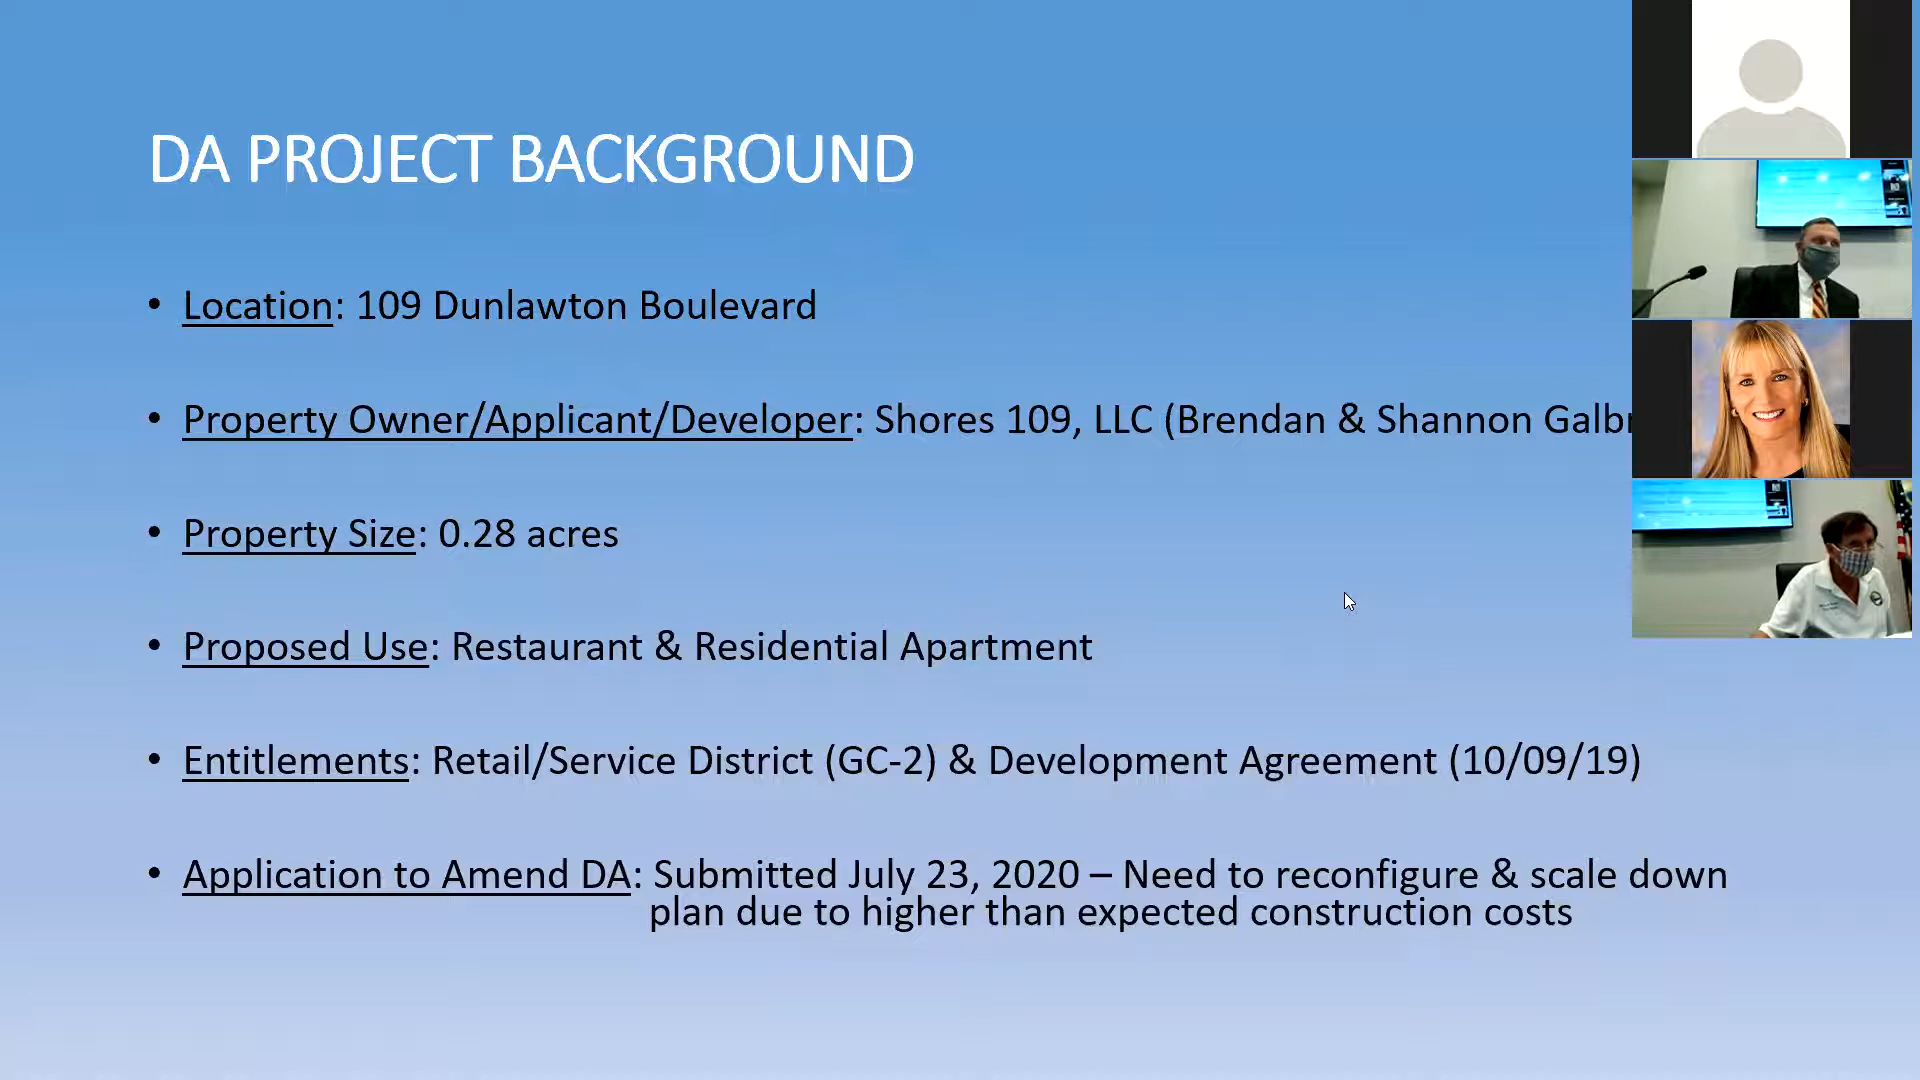 DA PROJECT BACKGROUND
• Location: 109 Dunlawton Boulevard
• Property Owner/Applicant/Developer: Shores 109, LLC (Brendan & Shannon
• Property Size: 0.28 acres
• Proposed Use: Restaurant & Residential Apartment
• Entitlements: Retail/Service District (GC-2) & Development Agreement (10/09/19)
• Application to Amend DA: Submitted July 23, 2020 – Need to reconfigure & scale down
plan due to higher than expected construction costs